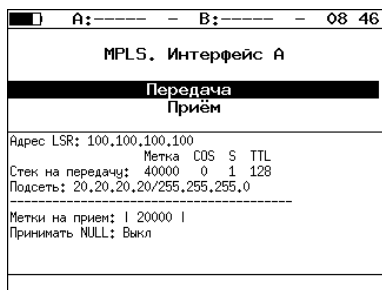 A:----- – B:----- – 08 46
MPLS. Интерфейс A
Передача
Приём
Адрес LSR: 100.100.100.100
Метка COS S TTL
Стек на передачу: 40000 0 1 128
Подсеть: 20.20.20.20/255.255.255.0
----------------------------------------
Метки на прием: | 20000 |
Принимать NULL: Выкл